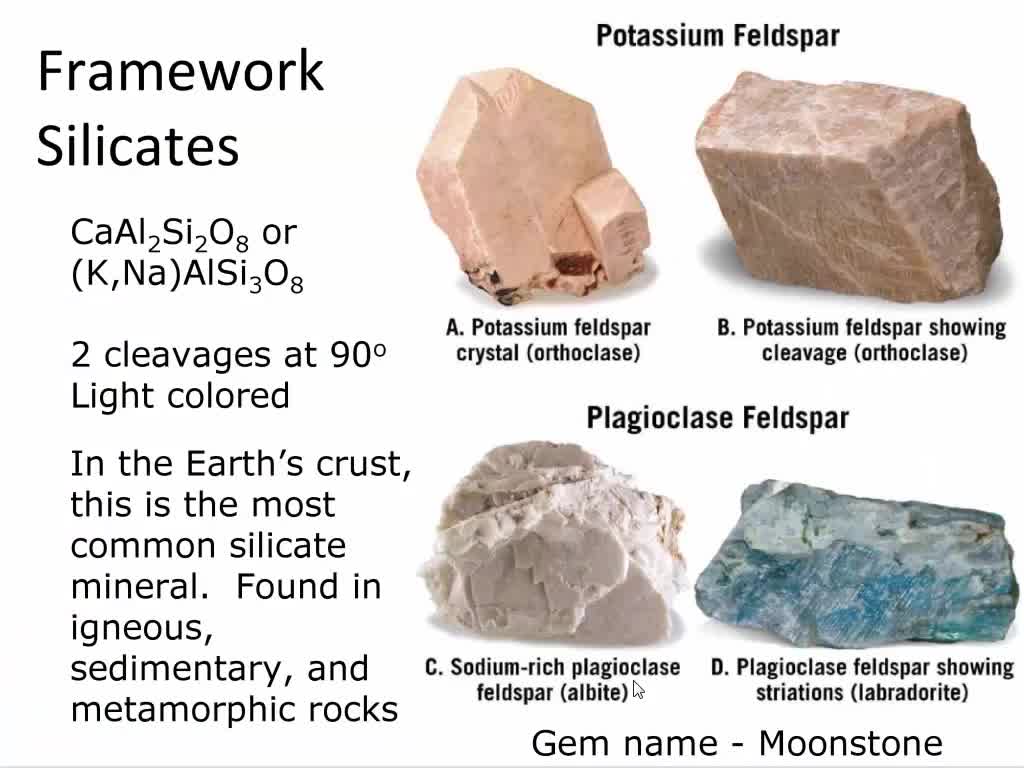 Framework
Silicates
CaAl₂Si₂O₈ or
(K,Na)AlSi₃O₈
2 cleavages at 90º
Light colored
In the Earth’s crust,
this is the most
common silicate
mineral.  Found in
igneous,
sedimentary, and
metamorphic rocks
Potassium Feldspar
A. Potassium feldspar
crystal (orthoclase)
B. Potassium feldspar showing
cleavage (orthoclase)
Plagioclase Feldspar
C. Sodium-rich plagioclase
feldspar (albite)
D. Plagioclase feldspar showing
striations (labradorite)
Gem name - Moonstone